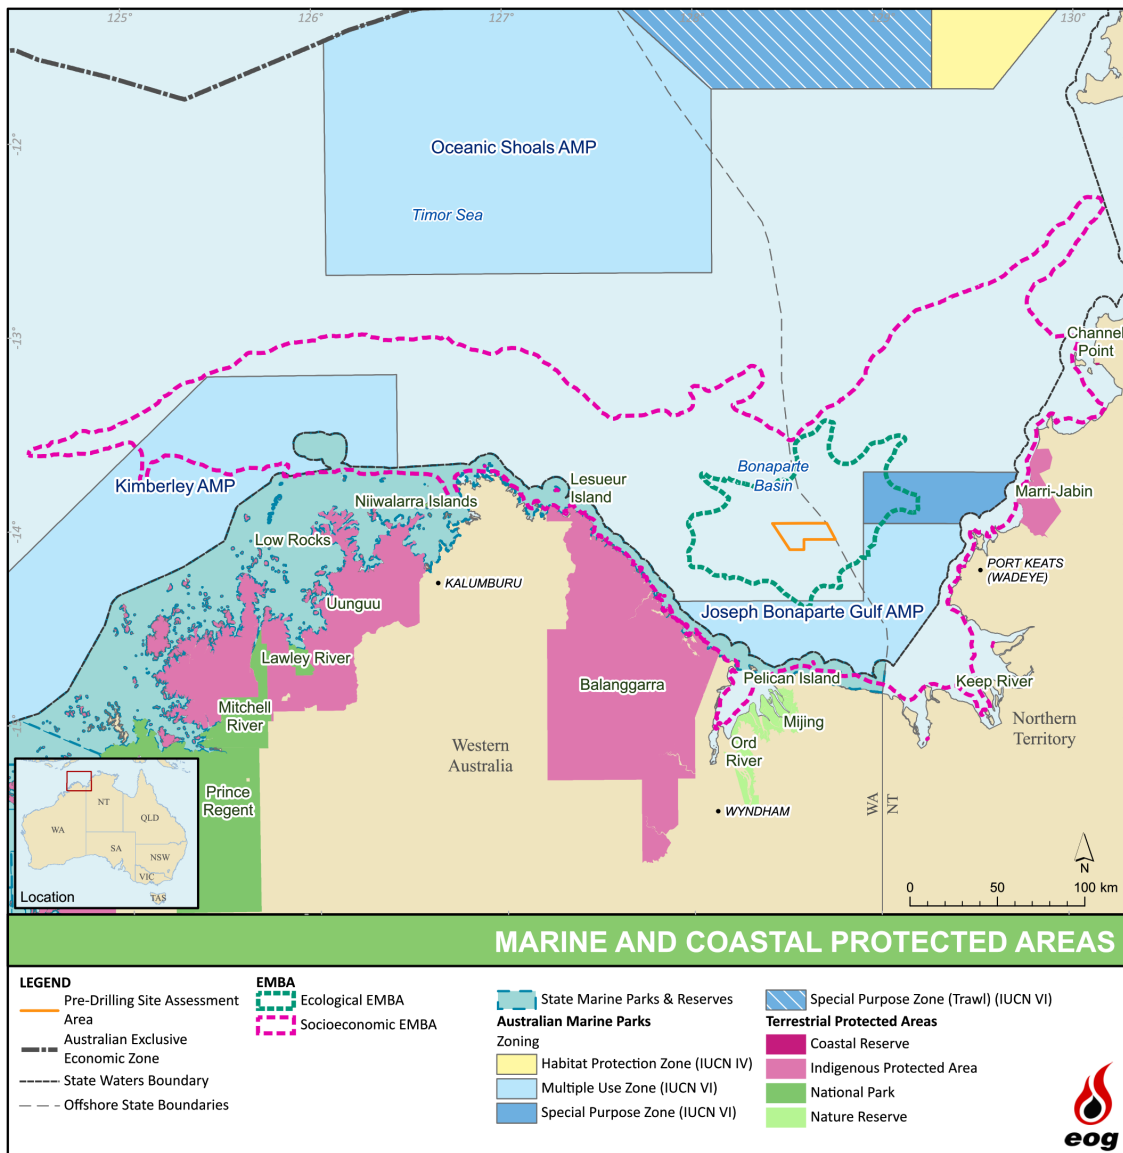 125°
126°
127°
130°
-12°
Oceanic Shoals AMP
Timor Sea
-13°
Channel
Point
Kimberley AMP
Bonaparte
Basin
Lesueur
Island
Niiwalarra Islands
Marri-Jabin
-14°
Low Rocks
PORT KEATS
(WADEYE)
KALUMBURU
Uunguu
Joseph Bonaparte Gulf AMP
Lawley River
Balanggarra
Pelican Island
Keep River
Mitchell
River
Mijing
Northern
Territory
Western
Australia
Ord
River
Prince
Regent
WYNDHAM
WA
NT
N
0 50 100 km
WA
NT
QLD
SA
NSW
VIC
TAS
Location
MARINE AND COASTAL PROTECTED AREAS
LEGEND
Pre-Drilling Site Assessment
Area
Australian Exclusive
Economic Zone
State Waters Boundary
Offshore State Boundaries
EMBA
Ecological EMBA
Socioeconomic EMBA
State Marine Parks & Reserves
Australian Marine Parks
Zoning
Habitat Protection Zone (IUCN IV)
Multiple Use Zone (IUCN VI)
Special Purpose Zone (IUCN VI)
Special Purpose Zone (Trawl) (IUCN VI)
Terrestrial Protected Areas
Coastal Reserve
Indigenous Protected Area
National Park
Nature Reserve
eog